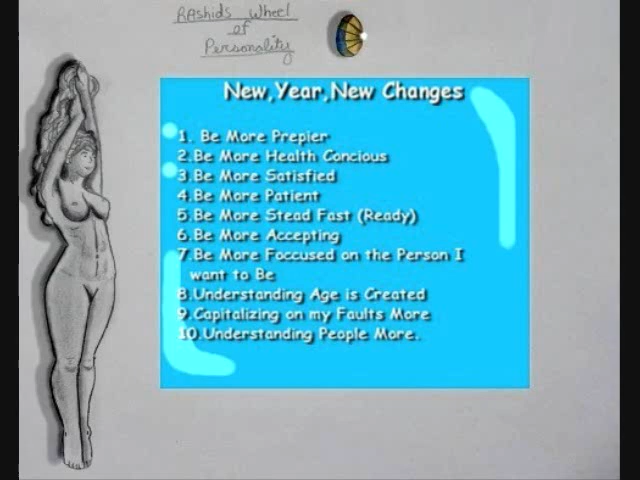 Rashids Wheel
of
Personality
New,Year,New Changes
1. Be More Prepier
2.Be More Health Concious
3.Be More Satisfied
4.Be More Patient
5.Be More Stead Fast (Ready)
6.Be More Accepting
7.Be More Foccused on the Person I
want to Be
8.Understanding Age is Created
9.Capitalizing on my Faults More
10.Understanding People More.